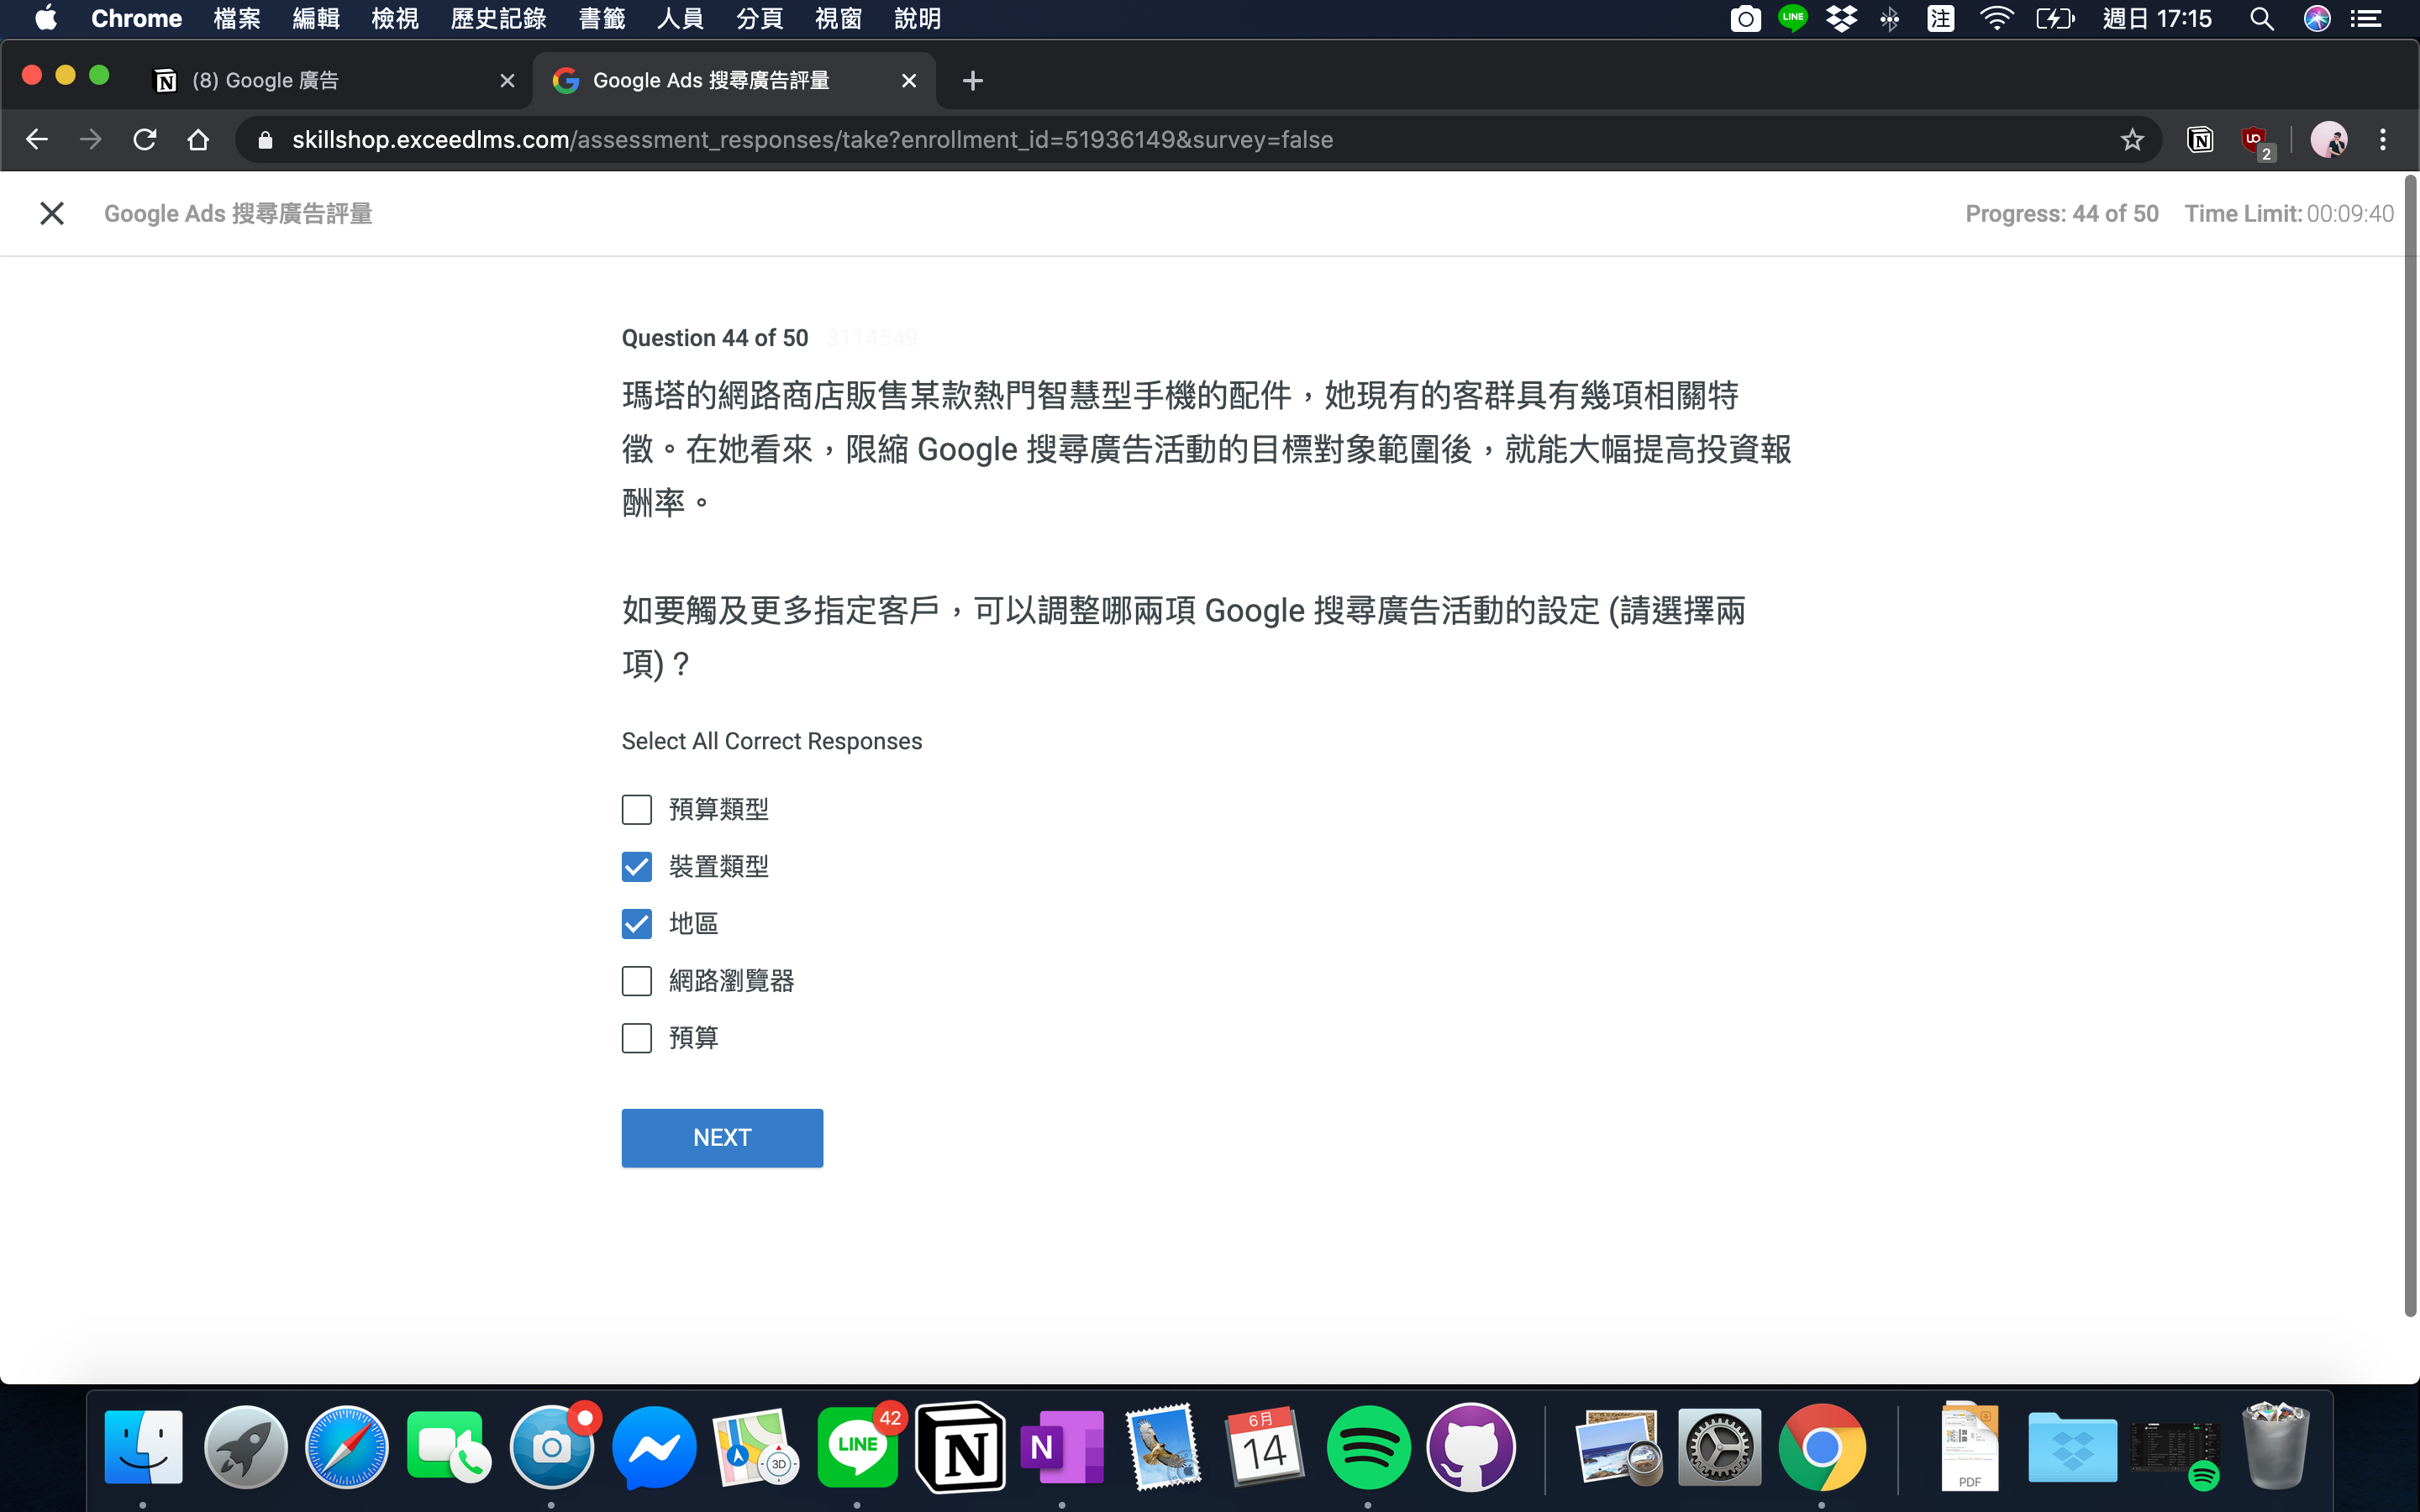 Chrome 檔案 編輯 檢視 歷史記錄 書籤 人員 分頁 視窗 說明 LINE 注 週日 17:15
(8) Google 廣告
Google Ads 搜尋廣告評量
skillshop.exceedlms.com/assessment_responses/take?enrollment_id=51936149&survey=false
2
Google Ads 搜尋廣告評量
Progress: 44 of 50 Time Limit: 00:09:40
Question 44 of 50 3114549
瑪塔的網路商店販售某款熱門智慧型手機的配件，她現有的客群具有幾項相關特
徵。在她看來，限縮 Google 搜尋廣告活動的目標對象範圍後，就能大幅提高投資報
酬率。
如要觸及更多指定客戶，可以調整哪兩項 Google 搜尋廣告活動的設定 (請選擇兩
項)？
Select All Correct Responses
預算類型
裝置類型
地區
網路瀏覽器
預算
NEXT
3D
LINE
42
N
N
6月
14
PDF